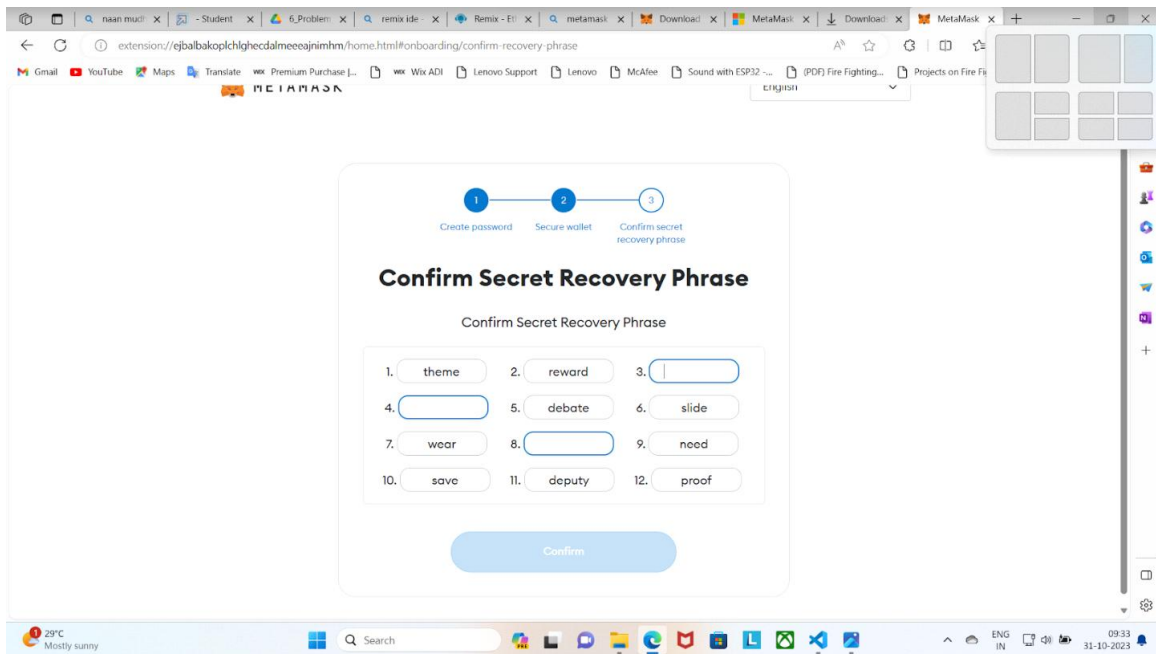 naan mudh
- Student
6_Problem
remix ide -
Remix - Eth
metamask
Download
MetaMask
Download
MetaMask
extension://ejbalbakoplchlghecdalmeeeajnimhm/home.html#onboarding/confirm-recovery-phrase
Gmail
YouTube
Maps
Translate
WIX Premium Purchase |...
WIX Wix ADI
Lenovo Support
Lenovo
McAfee
Sound with ESP32 -...
(PDF) Fire Fighting...
Projects on Fire Fi
METAMASK
English
1
2
3
Create password
Secure wallet
Confirm secret
recovery phrase
Confirm Secret Recovery Phrase
Confirm Secret Recovery Phrase
1. theme 2. reward 3.
4. 5. debate 6. slide
7. wear 8. 9. need
10. save 11. deputy 12. proof
Confirm
1
29°C
Mostly sunny
Search
ENG
IN
09:33
31-10-2023